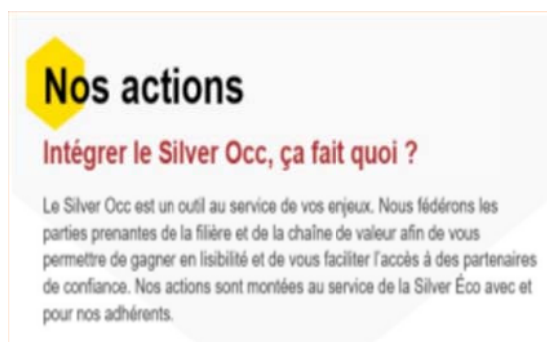 Nos actions
Intégrer le Silver Occ, ça fait quoi ?
Le Silver Occ est un outil au service de vos enjeux. Nous fédérons les
parties prenantes de la filière et de la chaîne de valeur afin de vous
permettre de gagner en lisibilité et de vous faciliter l'accès à des partenaires
de confiance. Nos actions sont montées au service de la Silver Éco avec et
pour nos adhérents.